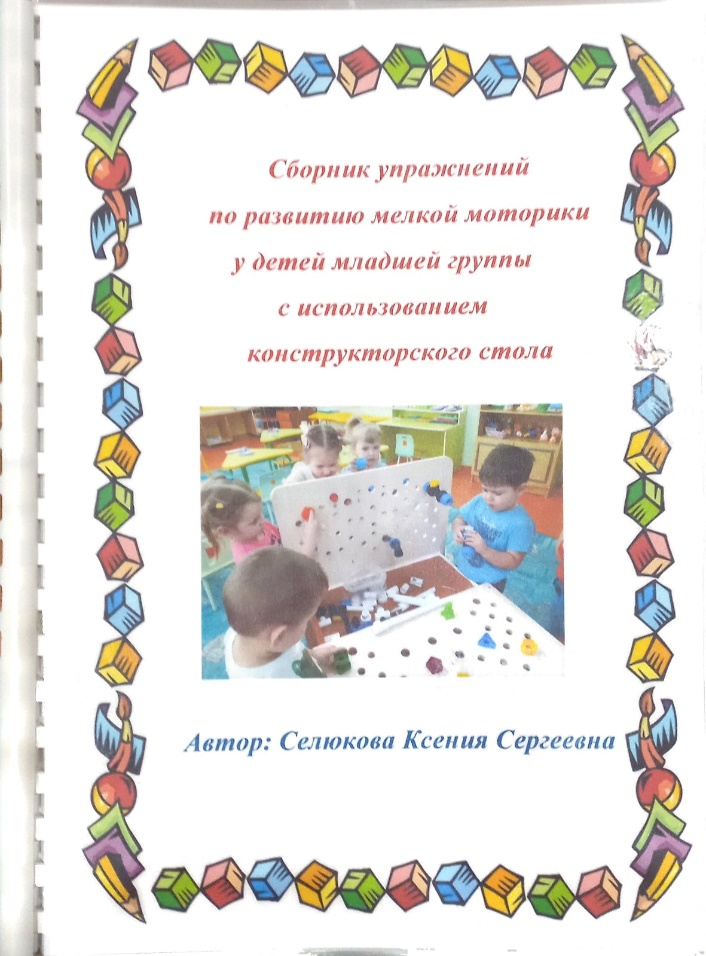 Сборник упражнений
по развитию мелкой моторики
у детей младшей группы
с использованием
конструкторского стола
Автор: Селюкова Ксения Сергеевна